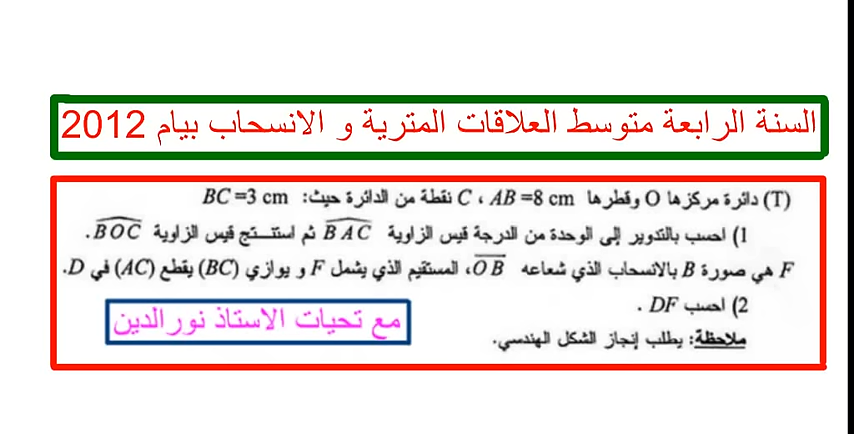 السنة الرابعة متوسط العلاقات المترية و الانسحاب بيام 2012
(T) دائرة مركزها O وقطرها AB =8 cm ، C نقطة من الدائرة حيث: BC =3 cm
1) احسب بالتدوير إلى الوحدة من الدرجة قيس الزاوية BAC ثم استنتج قيس الزاوية BOC .
F هي صورة B بالانسحاب الذي شعاعه OB، المستقيم الذي يشمل F و يوازي (BC) يقطع (AC) في D.
2) احسب DF .
ملاحظة: يطلب إنجاز الشكل الهندسي.
مع تحيات الاستاذ نورالدين